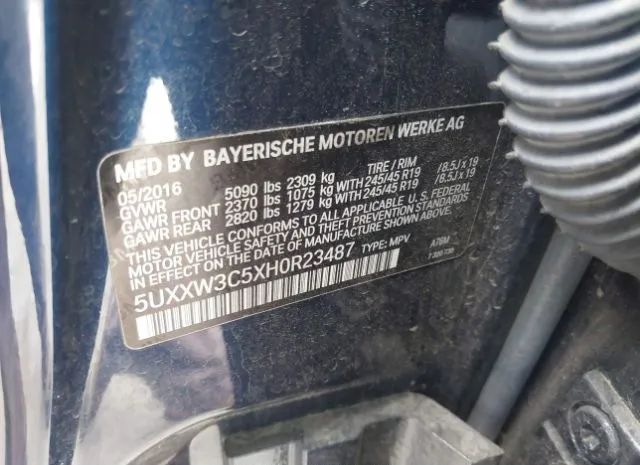 MFD BY BAYERISCHE MOTOREN WERKE AG
05/2016 5090 lbs 2309 kg TIRE / RIM
GVWR
GAWR FRONT 2370 lbs 1075 kg WITH 245/45 R19 / 8.5J x 19
GAWR REAR 2820 lbs 1279 kg WITH 245/45 R19 / 8.5J x 19
THIS VEHICLE CONFORMS TO ALL APPLICABLE U. S. FEDERAL
MOTOR VEHICLE SAFETY AND THEFT PREVENTION STANDARDS
IN EFFECT ON THE DATE OF MANUFACTURE SHOWN ABOVE.
5UXXW3C5XH0R23487 TYPE: MPV A76M